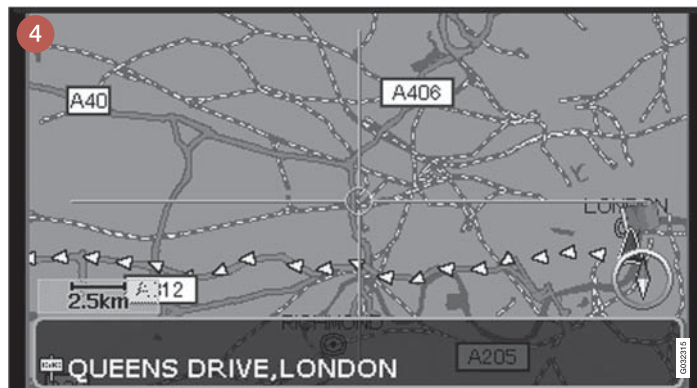 4
A40
A406
LONDON
2.5km
A312
RICHMOND
QUEENS DRIVE,LONDON
A205
G032315